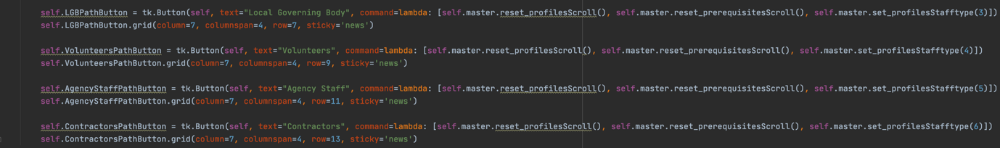 self.LGBPathButton = tk.Button(self, text="Local Governing Body", command=lambda: [self.master.reset_profilesScroll(), self.master.reset_prerequisitesScroll(), self.master.set_profilesStafftype(3)])
self.LGBPathButton.grid(column=7, columnspan=4, row=7, sticky='news')
self.VolunteersPathButton = tk.Button(self, text="Volunteers", command=lambda: [self.master.reset_profilesScroll(), self.master.reset_prerequisitesScroll(), self.master.set_profilesStafftype(4)])
self.VolunteersPathButton.grid(column=7, columnspan=4, row=9, sticky='news')
self.AgencyStaffPathButton = tk.Button(self, text="Agency Staff", command=lambda: [self.master.reset_profilesScroll(), self.master.reset_prerequisitesScroll(), self.master.set_profilesStafftype(5)])
self.AgencyStaffPathButton.grid(column=7, columnspan=4, row=11, sticky='news')
self.ContractorsPathButton = tk.Button(self, text="Contractors", command=lambda: [self.master.reset_profilesScroll(), self.master.reset_prerequisitesScroll(), self.master.set_profilesStafftype(6)])
self.ContractorsPathButton.grid(column=7, columnspan=4, row=13, sticky='news')